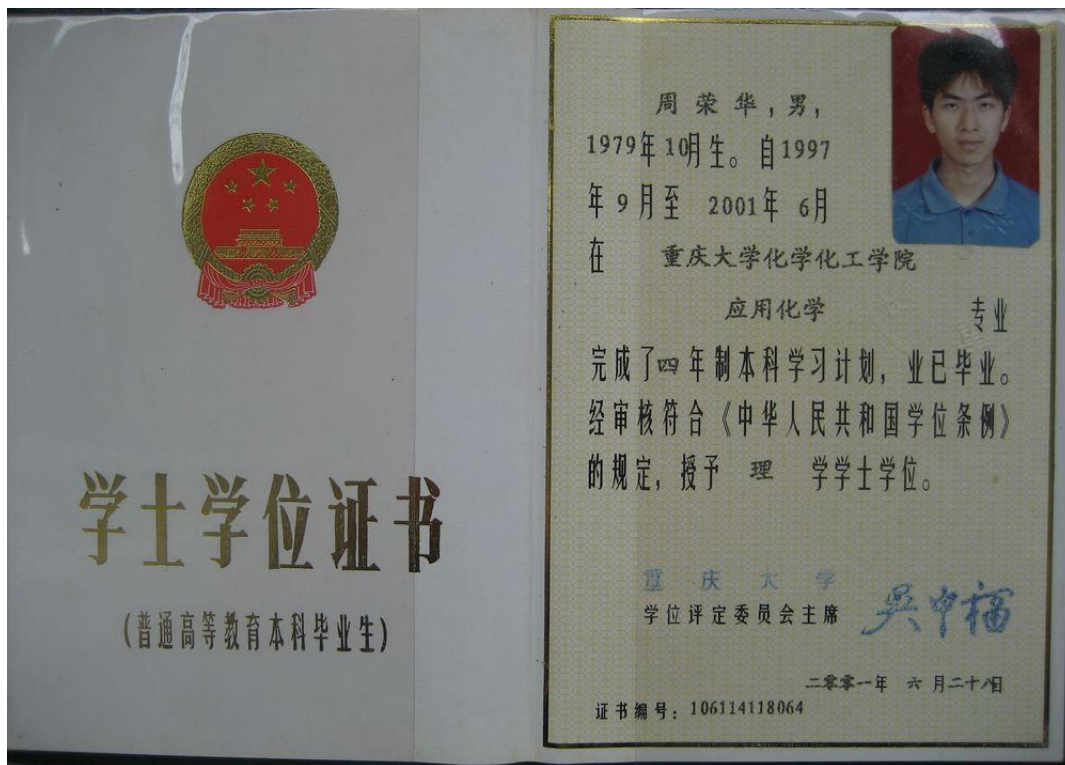 学士学位证书
(普通高等教育本科毕业生)
周荣华,男,
1979年10月生。自1997
年9月至 2001年 6月
在 重庆大学化学化工学院
应用化学 专业
完成了四年制本科学习计划,业已毕业。
经审核符合《中华人民共和国学位条例》
的规定,授予 理 学学士学位。
重庆大学
学位评定委员会主席 吴中福
二零零一年 六月二十八日
证书编号:106114118064